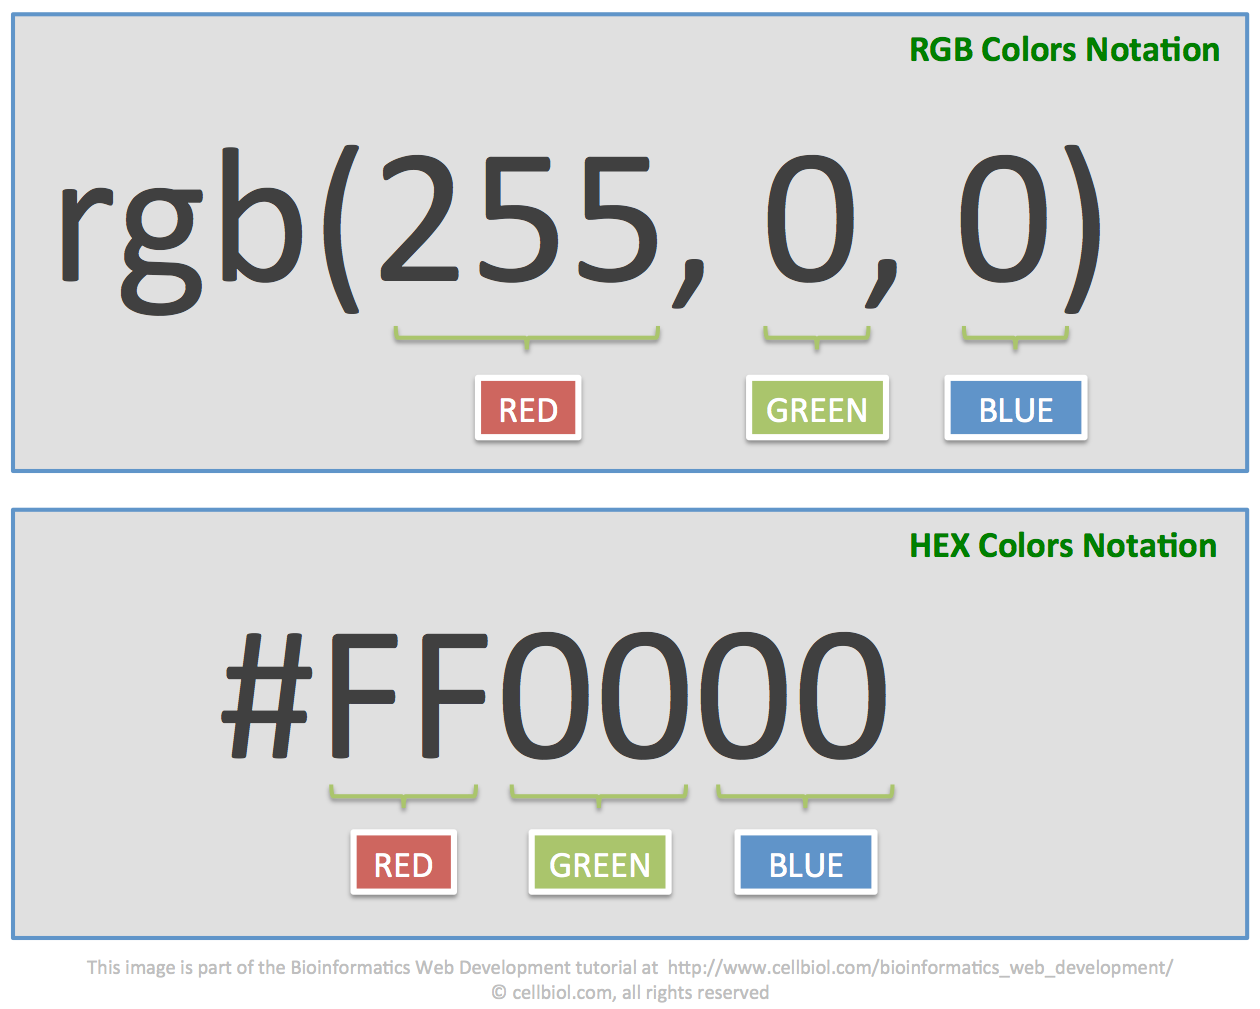 RGB Colors Notation
rgb(255, 0, 0)
RED GREEN BLUE
HEX Colors Notation
#FF0000
RED GREEN BLUE
This image is part of the Bioinformatics Web Development tutorial at http://www.cellbiol.com/bioinformatics_web_development/
© cellbiol.com, all rights reserved